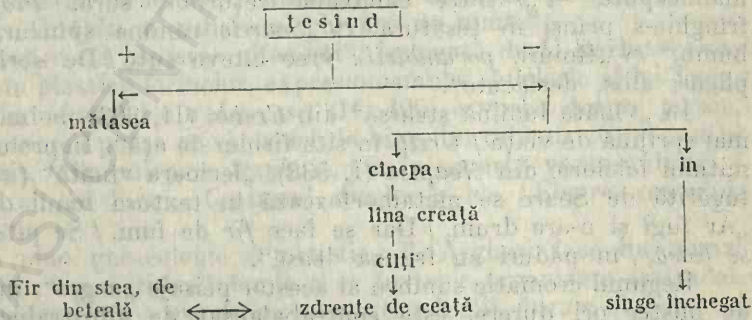 țesînd
+ –
mătasea
cînepa in
lîna creață
cîlți
Fir din stea, de
beteală zdrențe de ceață sînge închegat